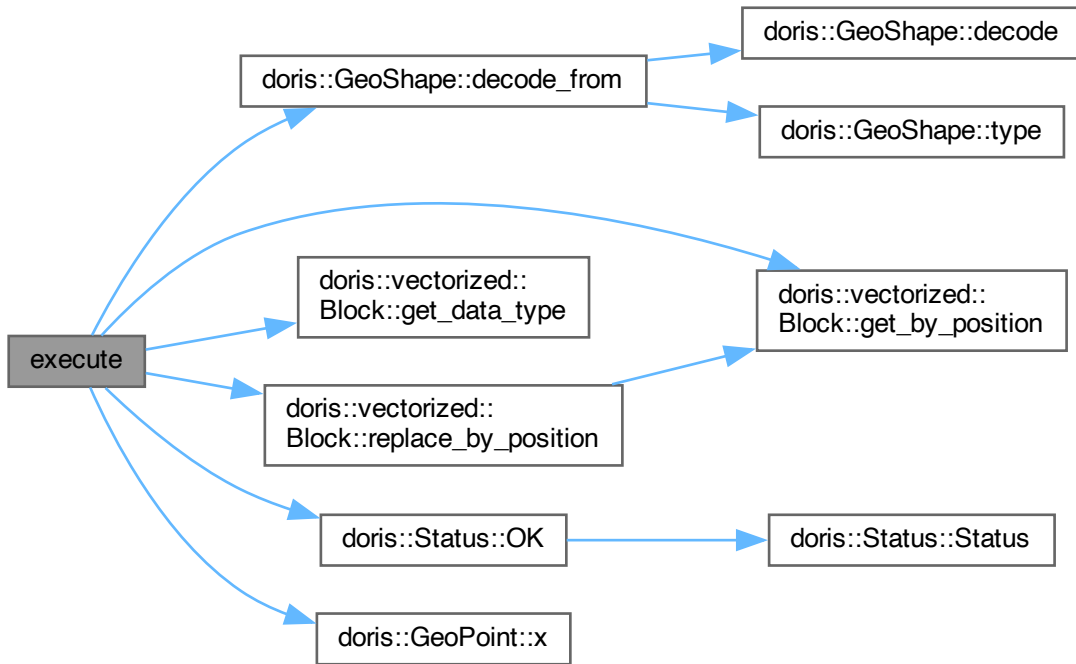 execute
doris::GeoShape::decode_from
doris::vectorized::
Block::get_data_type
doris::vectorized::
Block::replace_by_position
doris::Status::OK
doris::GeoPoint::x
doris::GeoShape::decode
doris::GeoShape::type
doris::vectorized::
Block::get_by_position
doris::Status::Status